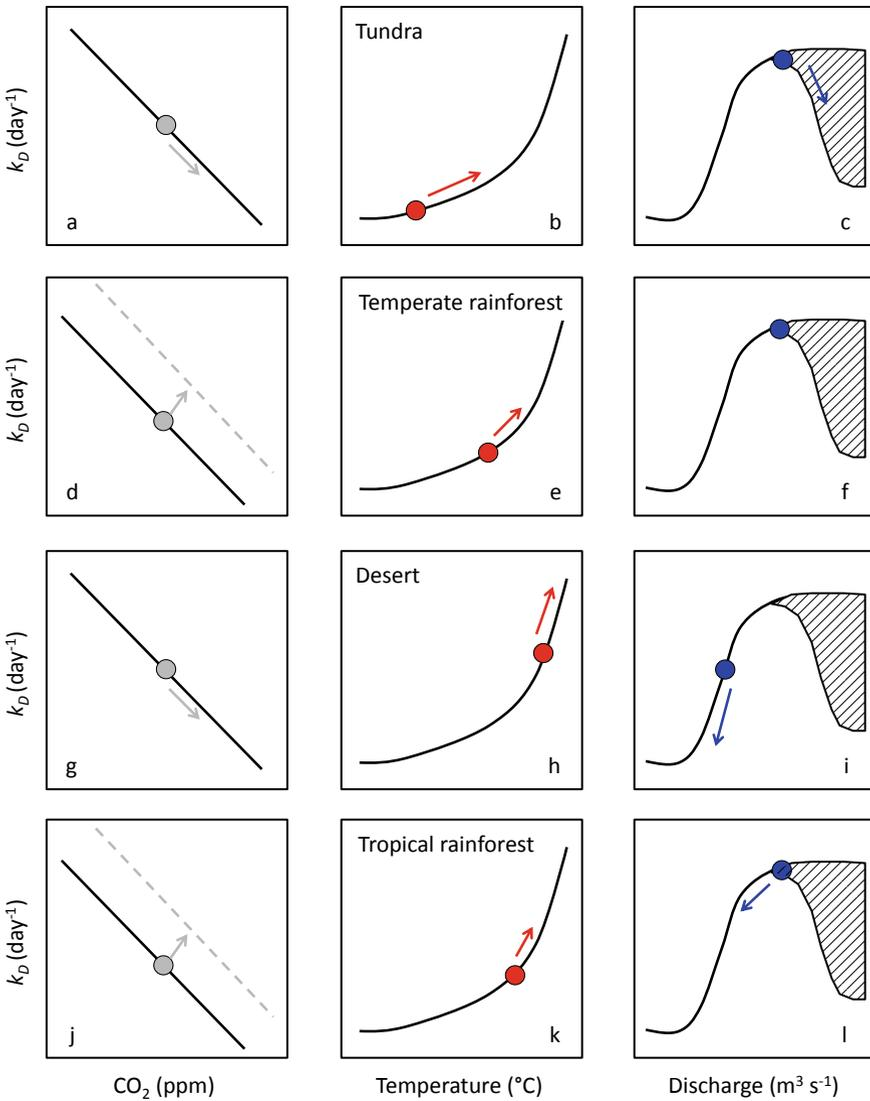 Tundra
k_D (day⁻¹)
a
b
c
Temperate rainforest
k_D (day⁻¹)
d
e
f
Desert
k_D (day⁻¹)
g
h
i
Tropical rainforest
k_D (day⁻¹)
j
k
l
CO₂ (ppm)
Temperature (°C)
Discharge (m³ s⁻¹)